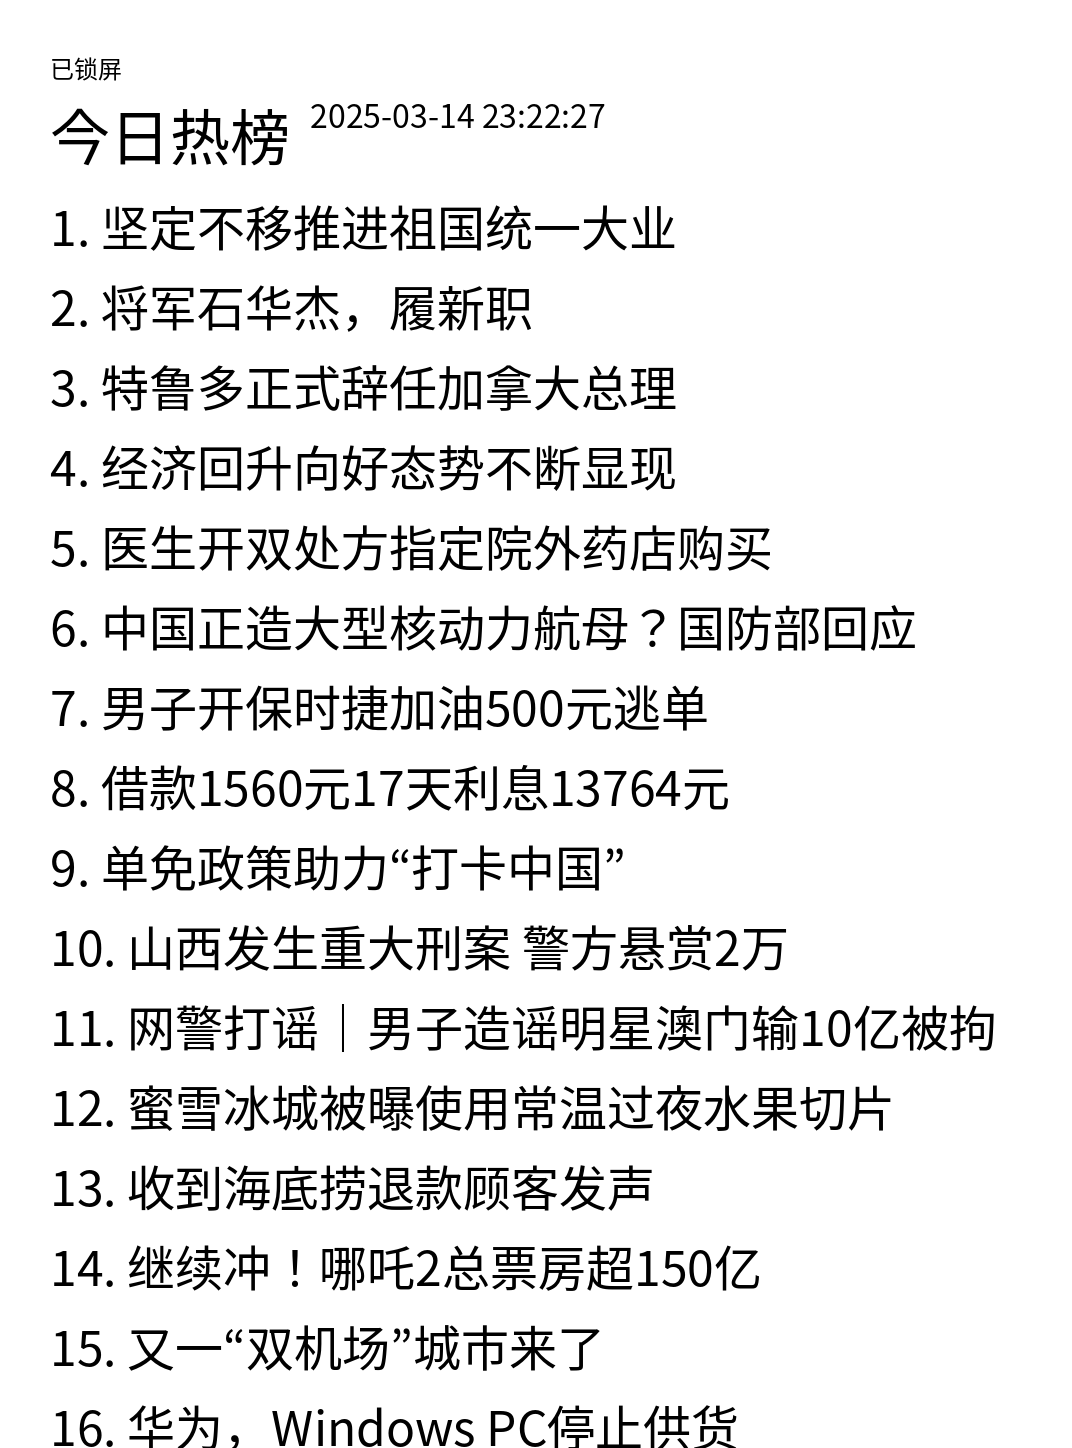 已锁屏
今日热榜 2025-03-14 23:22:27
1. 坚定不移推进祖国统一大业
2. 将军石华杰，履新职
3. 特鲁多正式辞任加拿大总理
4. 经济回升向好态势不断显现
5. 医生开双处方指定院外药店购买
6. 中国正造大型核动力航母？国防部回应
7. 男子开保时捷加油500元逃单
8. 借款1560元17天利息13764元
9. 单免政策助力“打卡中国”
10. 山西发生重大刑案 警方悬赏2万
11. 网警打谣｜男子造谣明星澳门输10亿被拘
12. 蜜雪冰城被曝使用常温过夜水果切片
13. 收到海底捞退款顾客发声
14. 继续冲！哪吒2总票房超150亿
15. 又一“双机场”城市来了
16. 华为，Windows PC停止供货